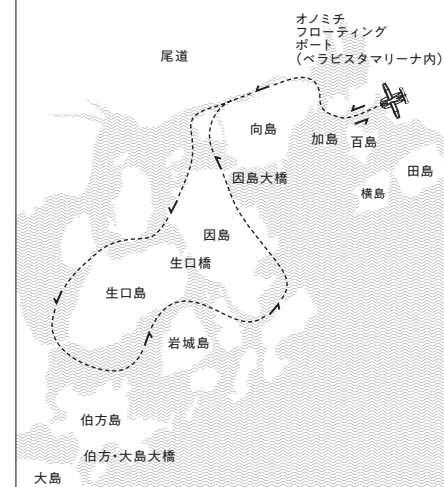 オノミチ
フローティング
ポート
(ベラビスタマリーナ内)
尾道
向島
加島
百島
田島
横島
因島大橋
因島
生口橋
生口島
岩城島
伯方島
伯方・大島大橋
大島